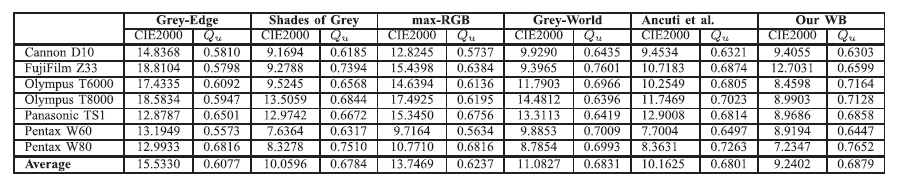 Grey-Edge Shades of Grey max-RGB Grey-World Ancuti et al. Our WB
CIE2000 Qu CIE2000 Qu CIE2000 Qu CIE2000 Qu CIE2000 Qu CIE2000 Qu
Cannon D10 14.8368 0.5810 9.1694 0.6185 12.8245 0.5737 9.9290 0.6435 9.4534 0.6321 9.4055 0.6303
FujiFilm Z33 18.8104 0.5798 9.2788 0.7394 15.4398 0.6384 9.3965 0.7601 10.7183 0.6874 12.7031 0.6599
Olympus T6000 17.4335 0.6092 9.5245 0.6568 14.6394 0.6136 11.7903 0.6966 10.2549 0.6805 8.4598 0.7164
Olympus T8000 18.5834 0.5947 13.5059 0.6844 17.4925 0.6195 14.4812 0.6396 11.7469 0.7023 8.9903 0.7128
Panasonic TS1 12.8787 0.6501 12.9742 0.6672 15.3450 0.6756 13.3113 0.6419 12.9008 0.6814 8.9686 0.6858
Pentax W60 13.1949 0.5573 7.6364 0.6317 9.7164 0.5634 9.8853 0.7009 7.7004 0.6497 8.9194 0.6447
Pentax W80 12.9933 0.6816 8.3278 0.7510 10.7710 0.6816 8.7854 0.6993 8.3631 0.7263 7.2347 0.7652
Average 15.5330 0.6077 10.0596 0.6784 13.7469 0.6237 11.0827 0.6831 10.1625 0.6801 9.2402 0.6879